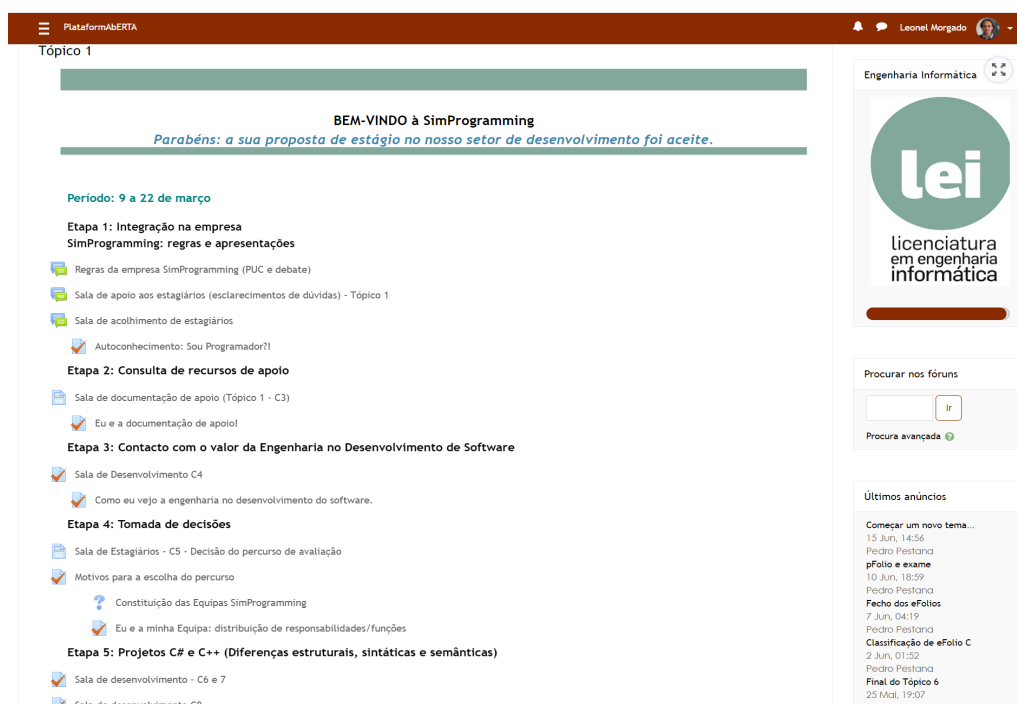 PlataformAbERTA
Leonel Morgado
Tópico 1
BEM-VINDO à SimProgramming
Parabéns: a sua proposta de estágio no nosso setor de desenvolvimento foi aceite.
Período: 9 a 22 de março
Etapa 1: Integração na empresa
SimProgramming: regras e apresentações
Regras da empresa SimProgramming (PUC e debate)
Sala de apoio aos estagiários (esclarecimentos de dúvidas) - Tópico 1
Sala de acolhimento de estagiários
Autoconhecimento: Sou Programador?!
Etapa 2: Consulta de recursos de apoio
Sala de documentação de apoio (Tópico 1 - C3)
Eu e a documentação de apoio!
Etapa 3: Contacto com o valor da Engenharia no Desenvolvimento de Software
Sala de Desenvolvimento C4
Como eu vejo a engenharia no desenvolvimento do software.
Etapa 4: Tomada de decisões
Sala de Estagiários - C5 - Decisão do percurso de avaliação
Motivos para a escolha do percurso
Constituição das Equipas SimProgramming
Eu e a minha Equipa: distribuição de responsabilidades/funções
Etapa 5: Projetos C# e C++ (Diferenças estruturais, sintáticas e semânticas)
Sala de desenvolvimento - C6 e 7
Sala de desenvolvimento C8
Engenharia Informática
lei
licenciatura
em engenharia
informática
Procurar nos fóruns
Ir
Procura avançada
Últimos anúncios
Começar um novo tema...
15 Jun, 14:56
Pedro Pestana
pFolio e exame
10 Jun, 18:59
Pedro Pestana
Fecho dos eFolios
7 Jun, 04:19
Pedro Pestana
Classificação de eFolio C
2 Jun, 01:52
Pedro Pestana
Final do Tópico 6
25 Mai, 19:07